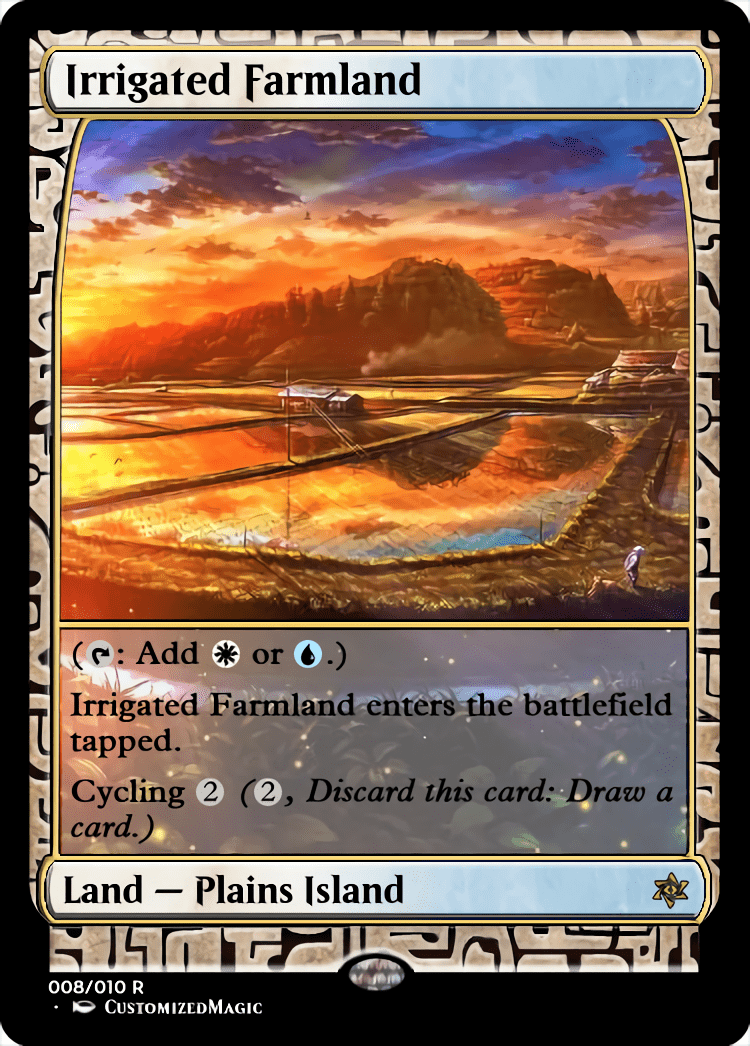 Irrigated Farmland
( : Add or .)
Irrigated Farmland enters the battlefield
tapped.
Cycling 2 (2, Discard this card: Draw a
card.)
Land — Plains Island
008/010 R
· CustomizedMagic